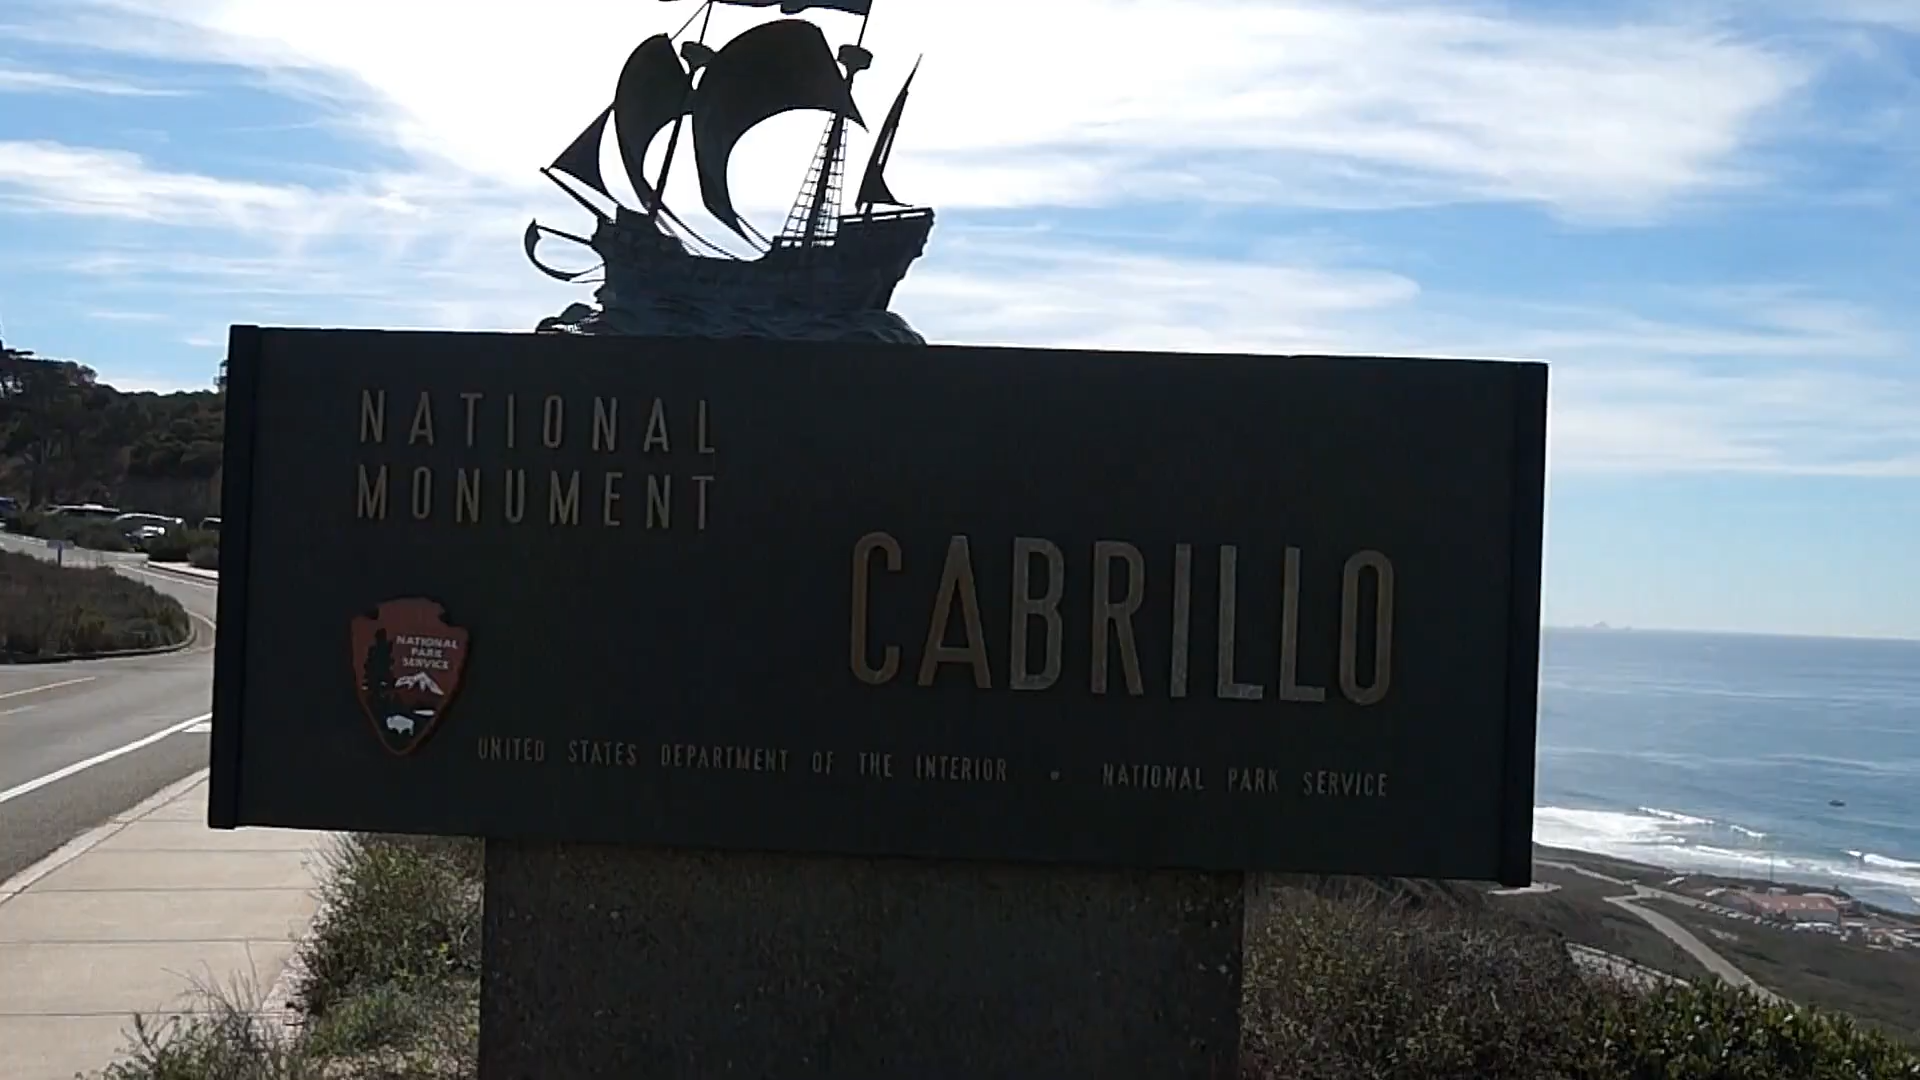 NATIONAL
MONUMENT
CABRILLO
NATIONAL
PARK
SERVICE
UNITED STATES DEPARTMENT OF THE INTERIOR • NATIONAL PARK SERVICE